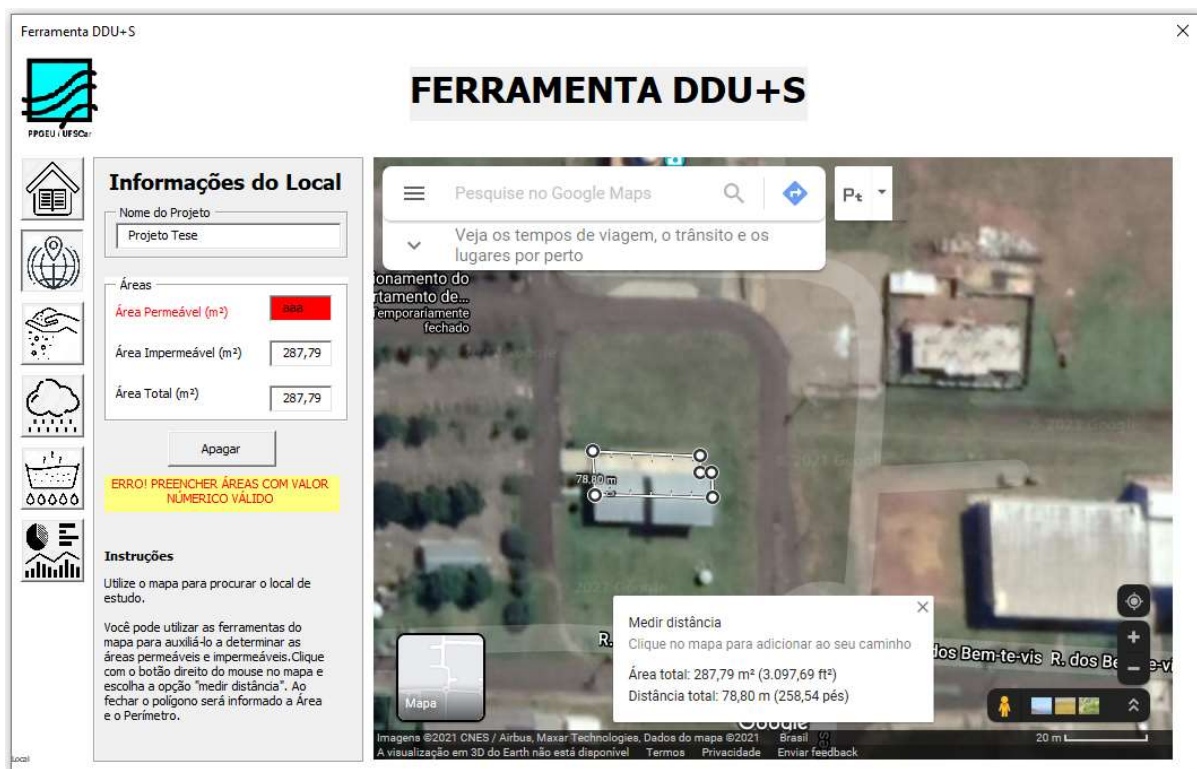 Ferramenta DDU+S
FERRAMENTA DDU+S
PPGEU / UFSCar
Informações do Local
Nome do Projeto
Projeto Tese
Áreas
Área Permeável (m²)
aaa
Área Impermeável (m²)
287,79
Área Total (m²)
287,79
Apagar
ERRO! PREENCHER ÁREAS COM VALOR
NÚMERICO VÁLIDO
Instruções
Utilize o mapa para procurar o local de
estudo.
Você pode utilizar as ferramentas do
mapa para auxiliá-lo a determinar as
áreas permeáveis e impermeáveis.Clique
com o botão direito do mouse no mapa e
escolha a opção "medir distância". Ao
fechar o polígono será informado a Área
e o Perímetro.
Local
Pesquise no Google Maps
Veja os tempos de viagem, o trânsito e os
lugares por perto
ionamento do
rtamento de...
Temporariamente
fechado
78,80 m
Medir distância
Clique no mapa para adicionar ao seu caminho
Área total: 287,79 m² (3.097,69 ft²)
Distância total: 78,80 m (258,54 pés)
R.
dos Bem-te-vis R. dos Be e-vi
Mapa
Google
Imagens ©2021 CNES / Airbus, Maxar Technologies, Dados do mapa ©2021 Brasil 20 m
A visualização em 3D do Earth não está disponível Termos Privacidade Enviar feedback